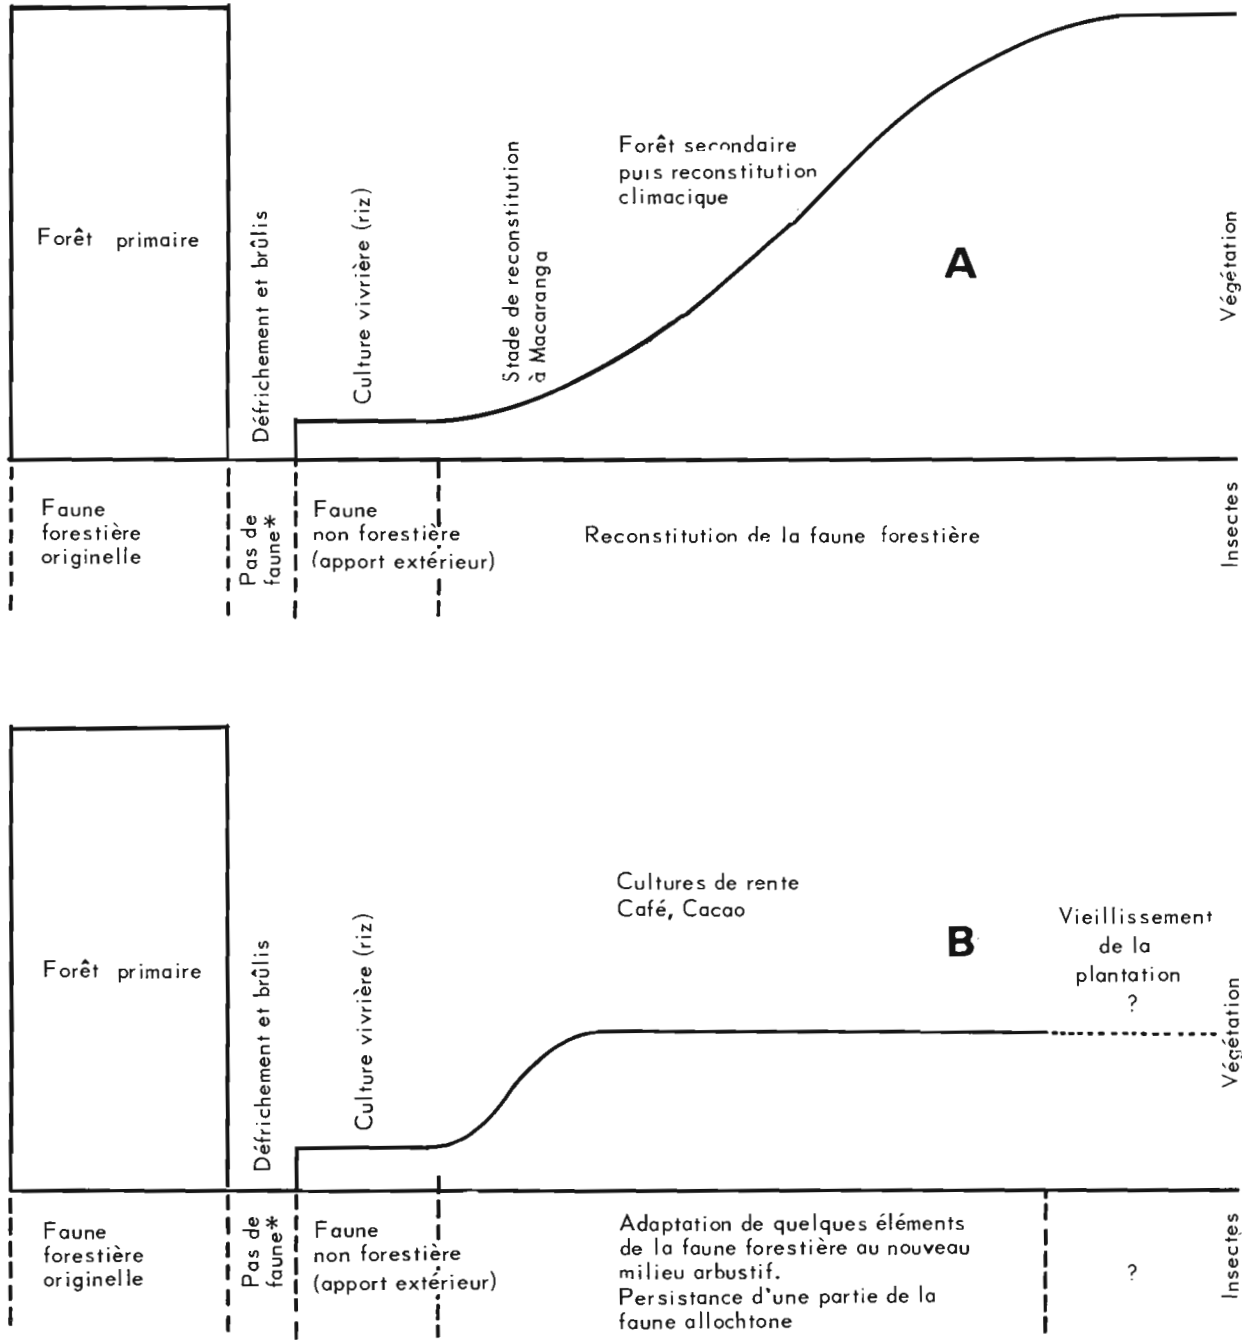 Forêt primaire
Défrichement et brûlis
Culture vivrière (riz)
Stade de reconstitution
à Macaranga
Forêt secondaire
puis reconstitution
climacique
A
Végétation
Faune
forestière
originelle
Pas de
faune*
Faune
non forestière
(apport extérieur)
Reconstitution de la faune forestière
Insectes
Forêt primaire
Défrichement et brûlis
Culture vivrière (riz)
Cultures de rente
Café, Cacao
B
Vieillissement
de la
plantation
?
Végétation
Faune
forestière
originelle
Pas de
faune*
Faune
non forestière
(apport extérieur)
Adaptation de quelques éléments
de la faune forestière au nouveau
milieu arbustif.
Persistance d'une partie de la
faune allochtone
?
Insectes